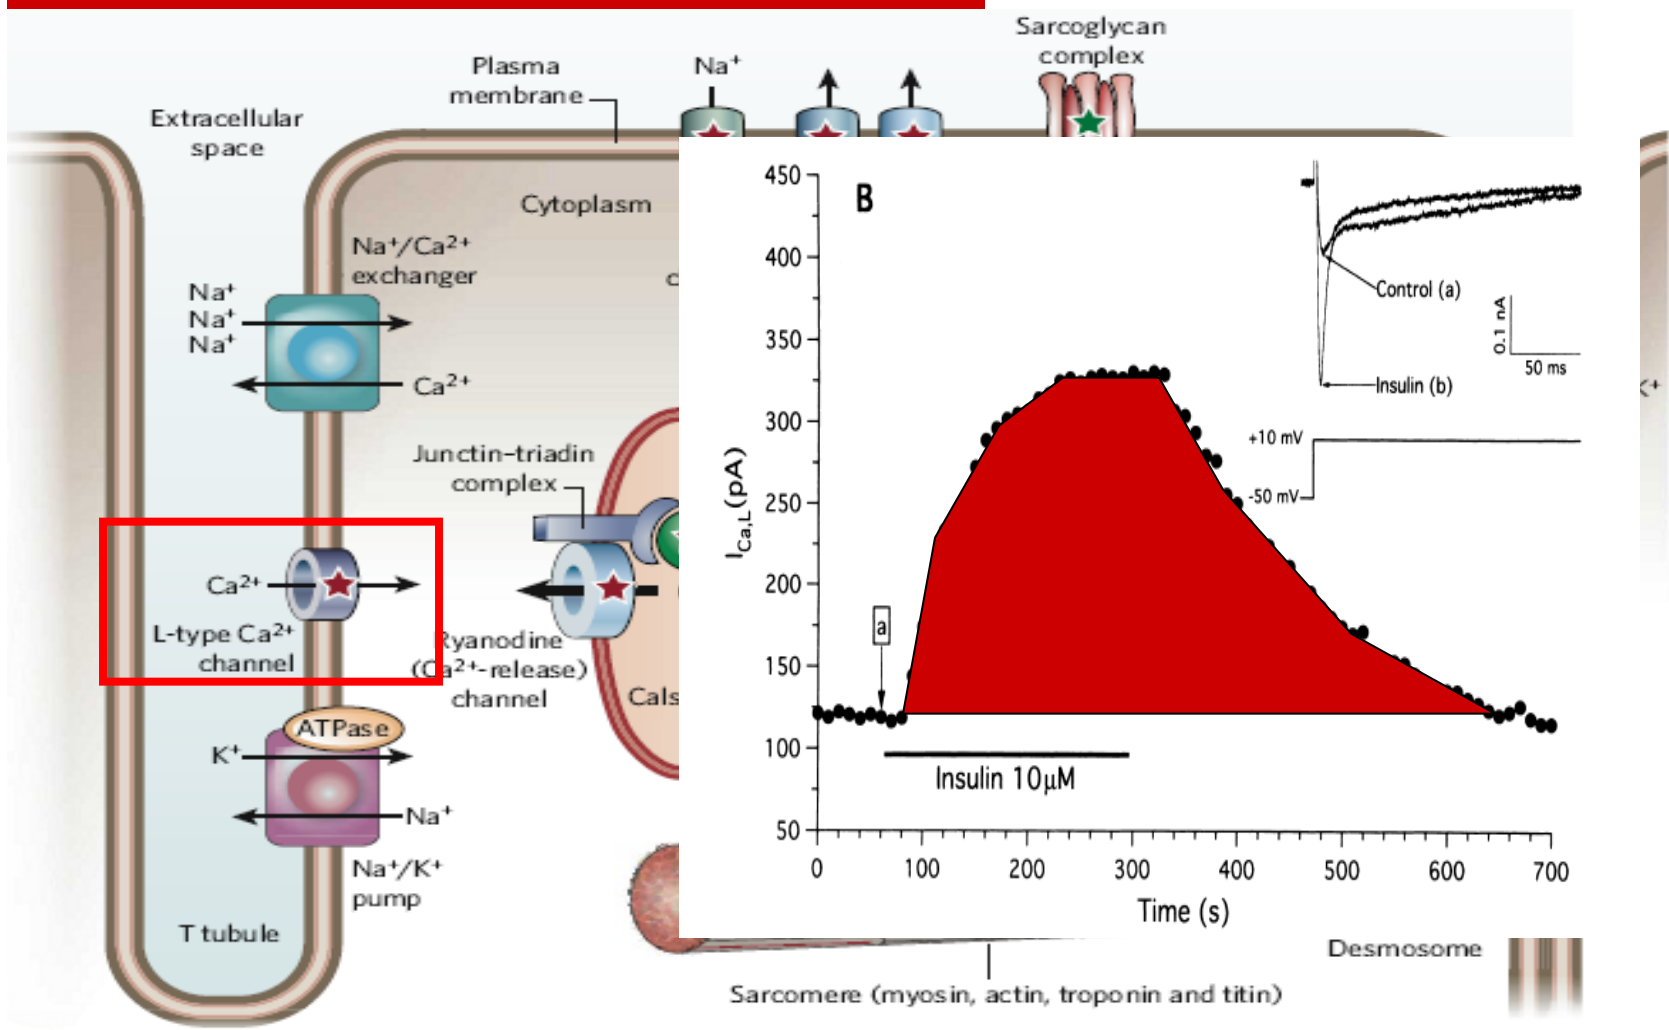 Sarcoglycan
complex
Plasma
membrane
Na⁺
Extracellular
space
Cytoplasm
Na⁺/Ca²⁺
exchanger
Na⁺
Na⁺
Na⁺
Ca²⁺
Junctin–triadin
complex
Ca²⁺
L-type Ca²⁺
channel
Ryanodine
(Ca²⁺-release)
channel
Cals
ATPase
K⁺
Na⁺
Na⁺/K⁺
pump
T tubule
B
450
400
350
300
250
200
150
100
50
I_Ca,L (pA)
a
Insulin 10µM
0 100 200 300 400 500 600 700
Time (s)
Control (a)
0.1 nA
50 ms
Insulin (b)
+10 mV
-50 mV
K⁺
Desmosome
Sarcomere (myosin, actin, troponin and titin)